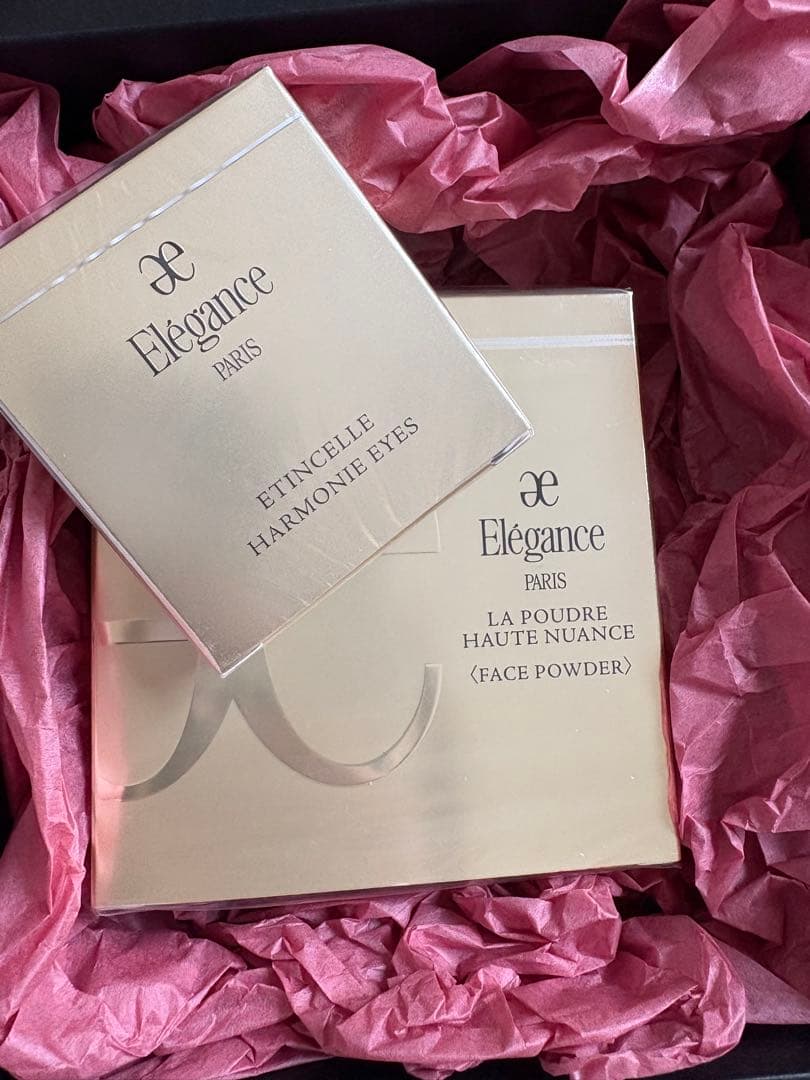 æ
Elégance
PARIS
ETINCELLE
HARMONIE EYES
æ
Elégance
PARIS
LA POUDRE
HAUTE NUANCE
〈FACE POWDER〉